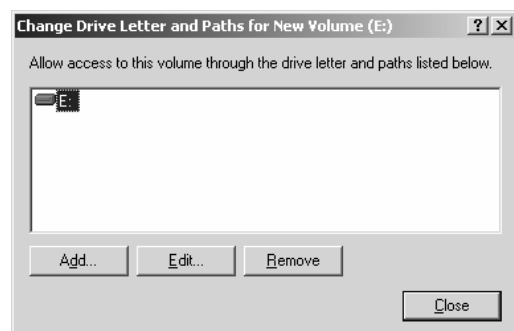 Change Drive Letter and Paths for New Volume (E:)
Allow access to this volume through the drive letter and paths listed below.
E:
Add... Edit... Remove
Close